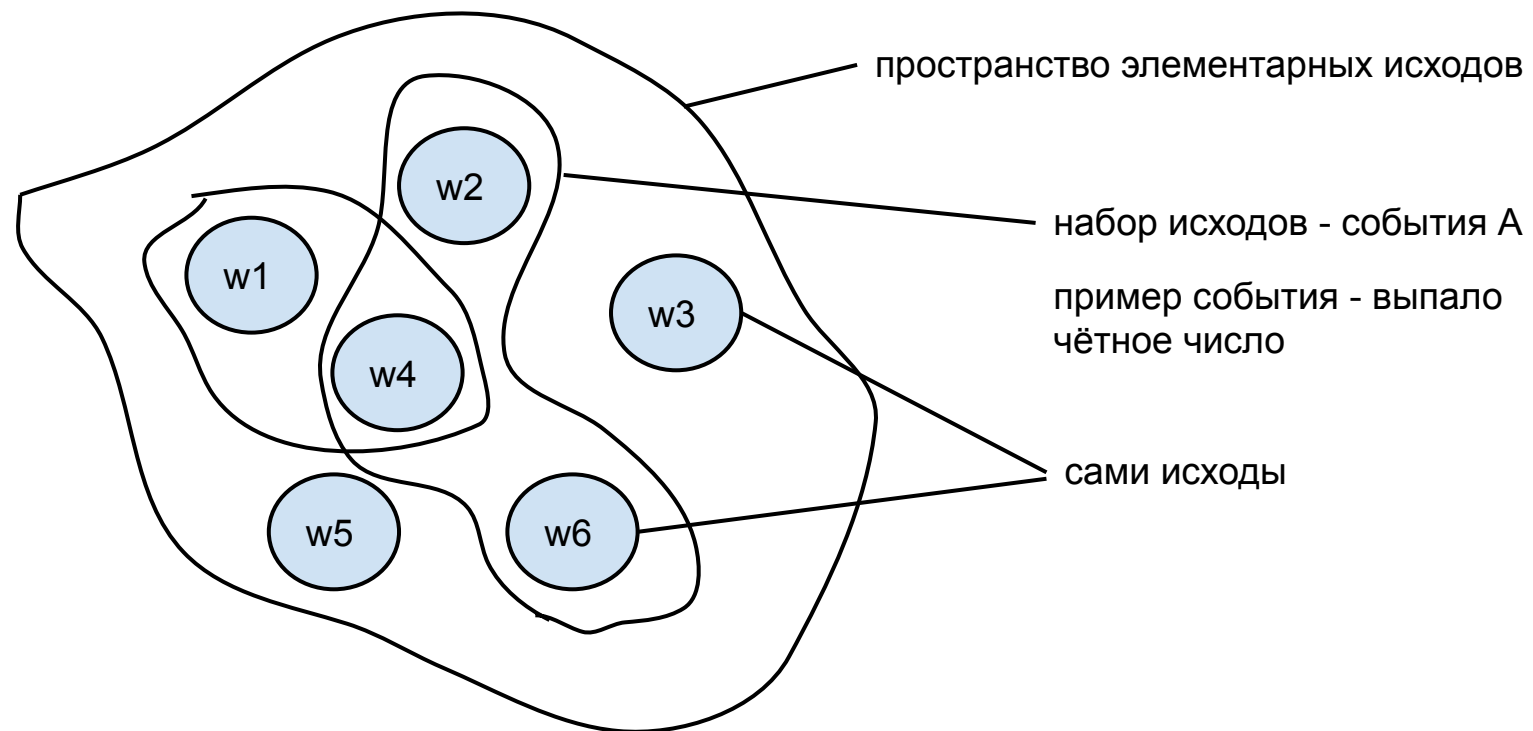 пространство элементарных исходов
w2
набор исходов - события А
w1
w3
пример события - выпало
чётное число
w4
сами исходы
w5
w6